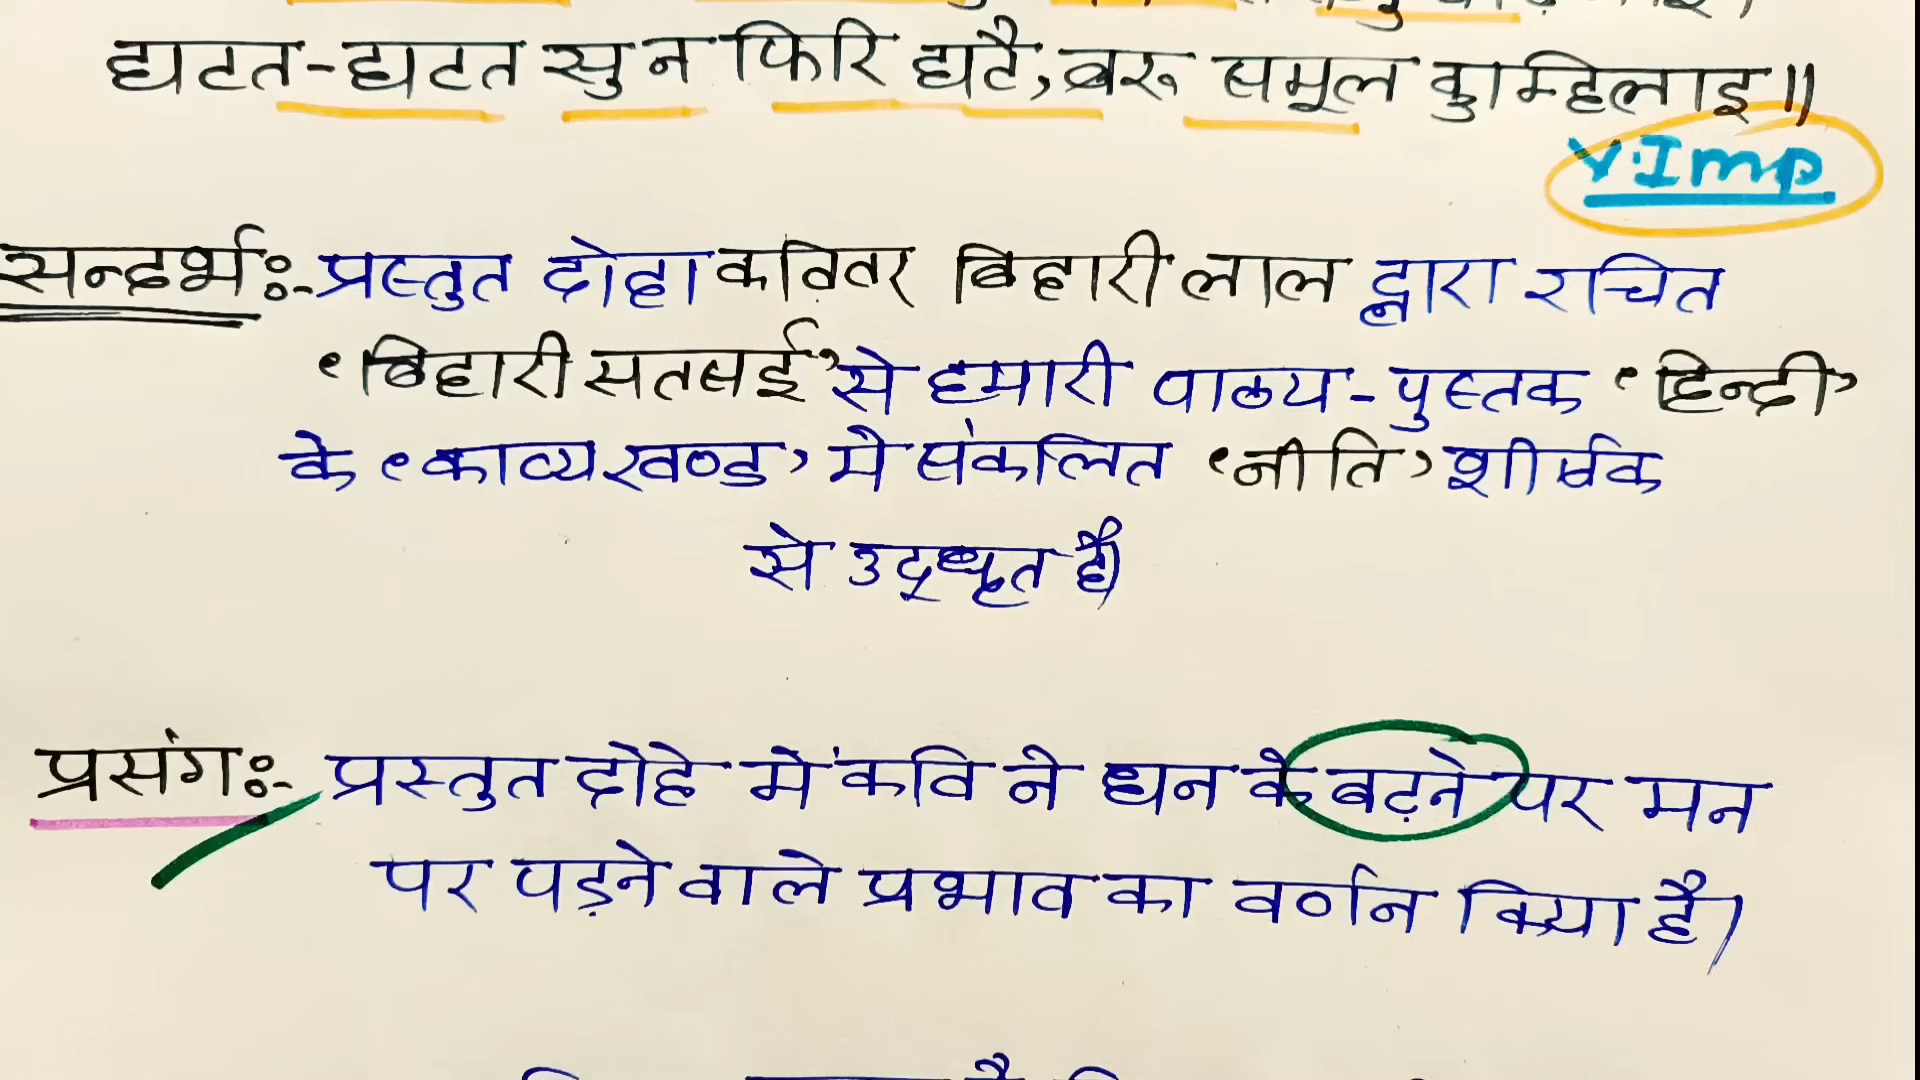 घटत-घटत सु न फिरि घटै, बरु समूल कुम्हिलाइ॥
V.Imp
सन्दर्भः- प्रस्तुत दोहा कविवर बिहारी लाल द्वारा रचित
‘बिहारी सतसई’ से हमारी पाठ्य-पुस्तक ‘हिन्दी’
के ‘काव्यखण्ड’ मे संकलित ‘नीति’ शीर्षक
से उद्धृत है।
प्रसंगः- प्रस्तुत दोहे में कवि ने धन के बढ़ने पर मन
पर पड़ने वाले प्रभाव का वर्णन किया है।